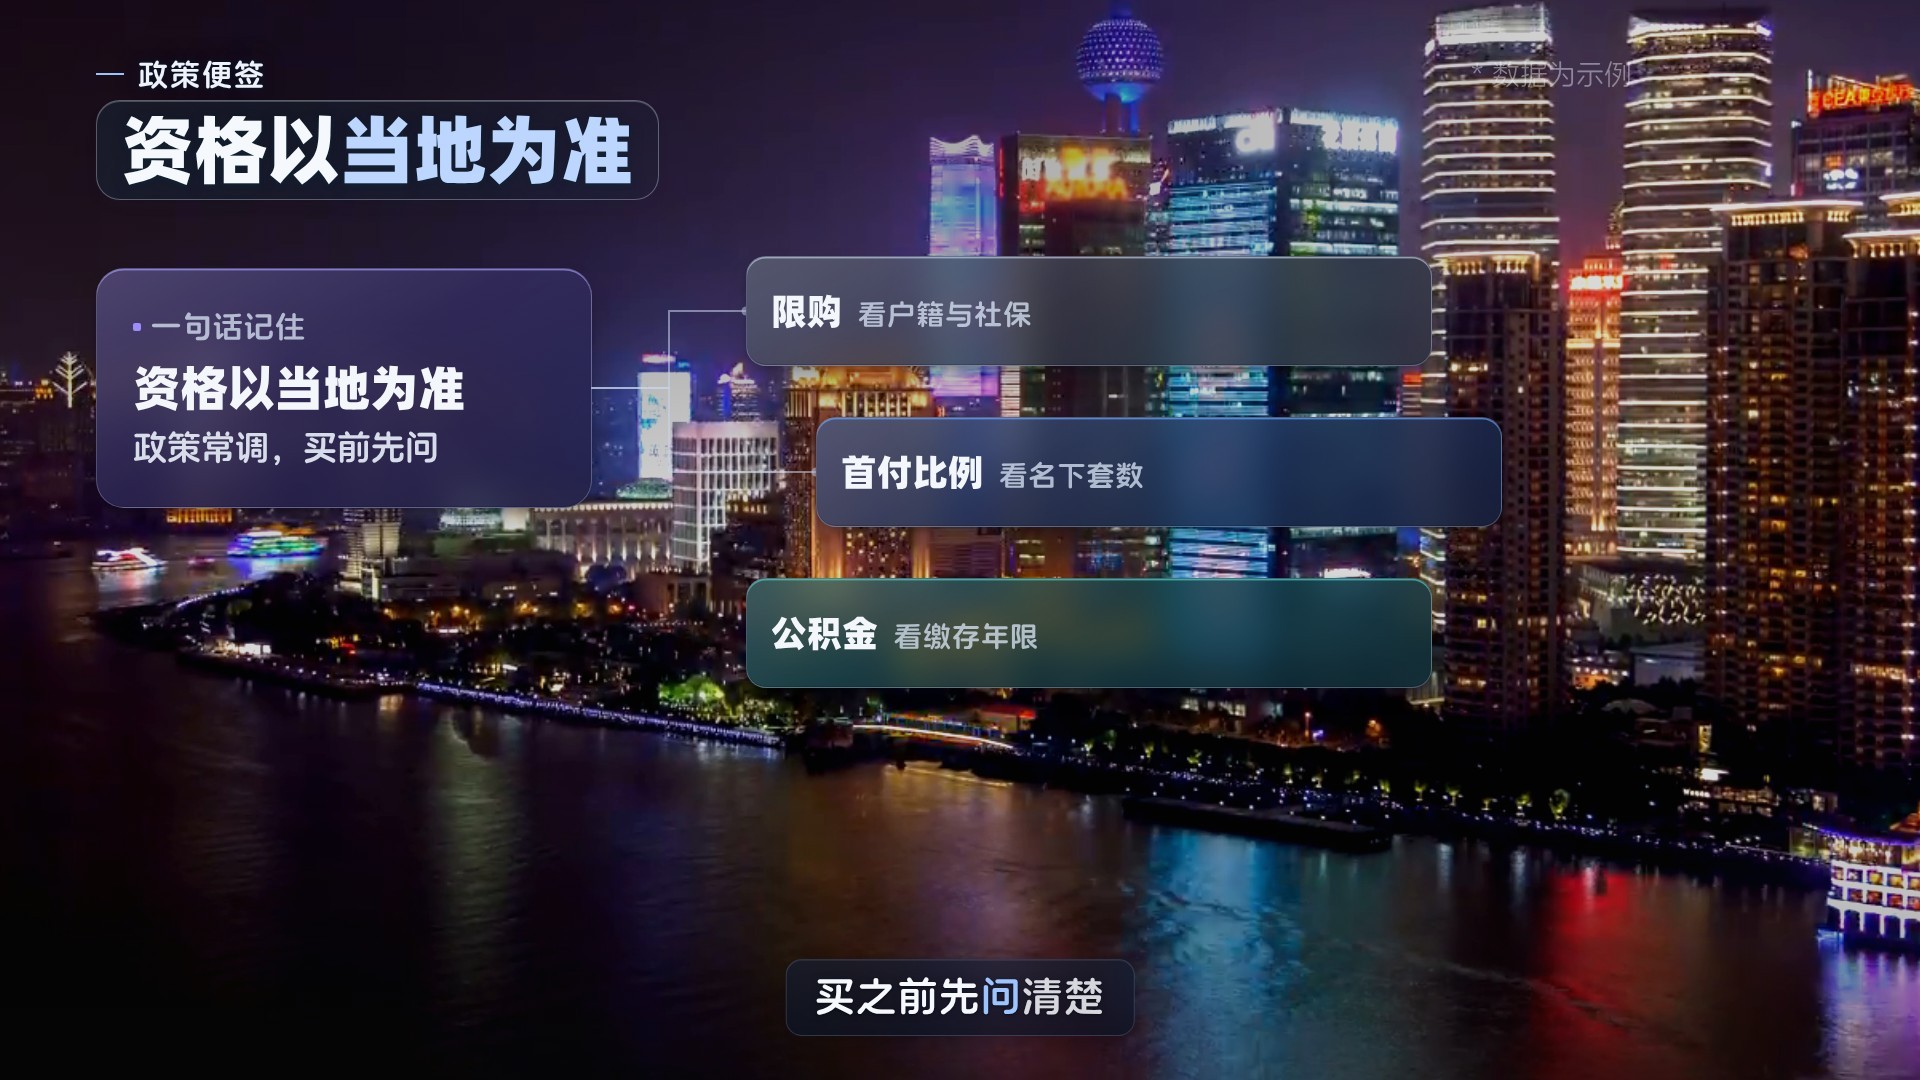 政策便签
* 数据为示例
资格以当地为准
一句话记住
资格以当地为准
政策常调，买前先问
限购 看户籍与社保
首付比例 看名下套数
公积金 看缴存年限
买之前先问清楚
AURORA